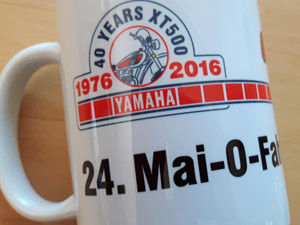 40 YEARS XT500
1976 2016
YAMAHA
24. Mai-O-Fa